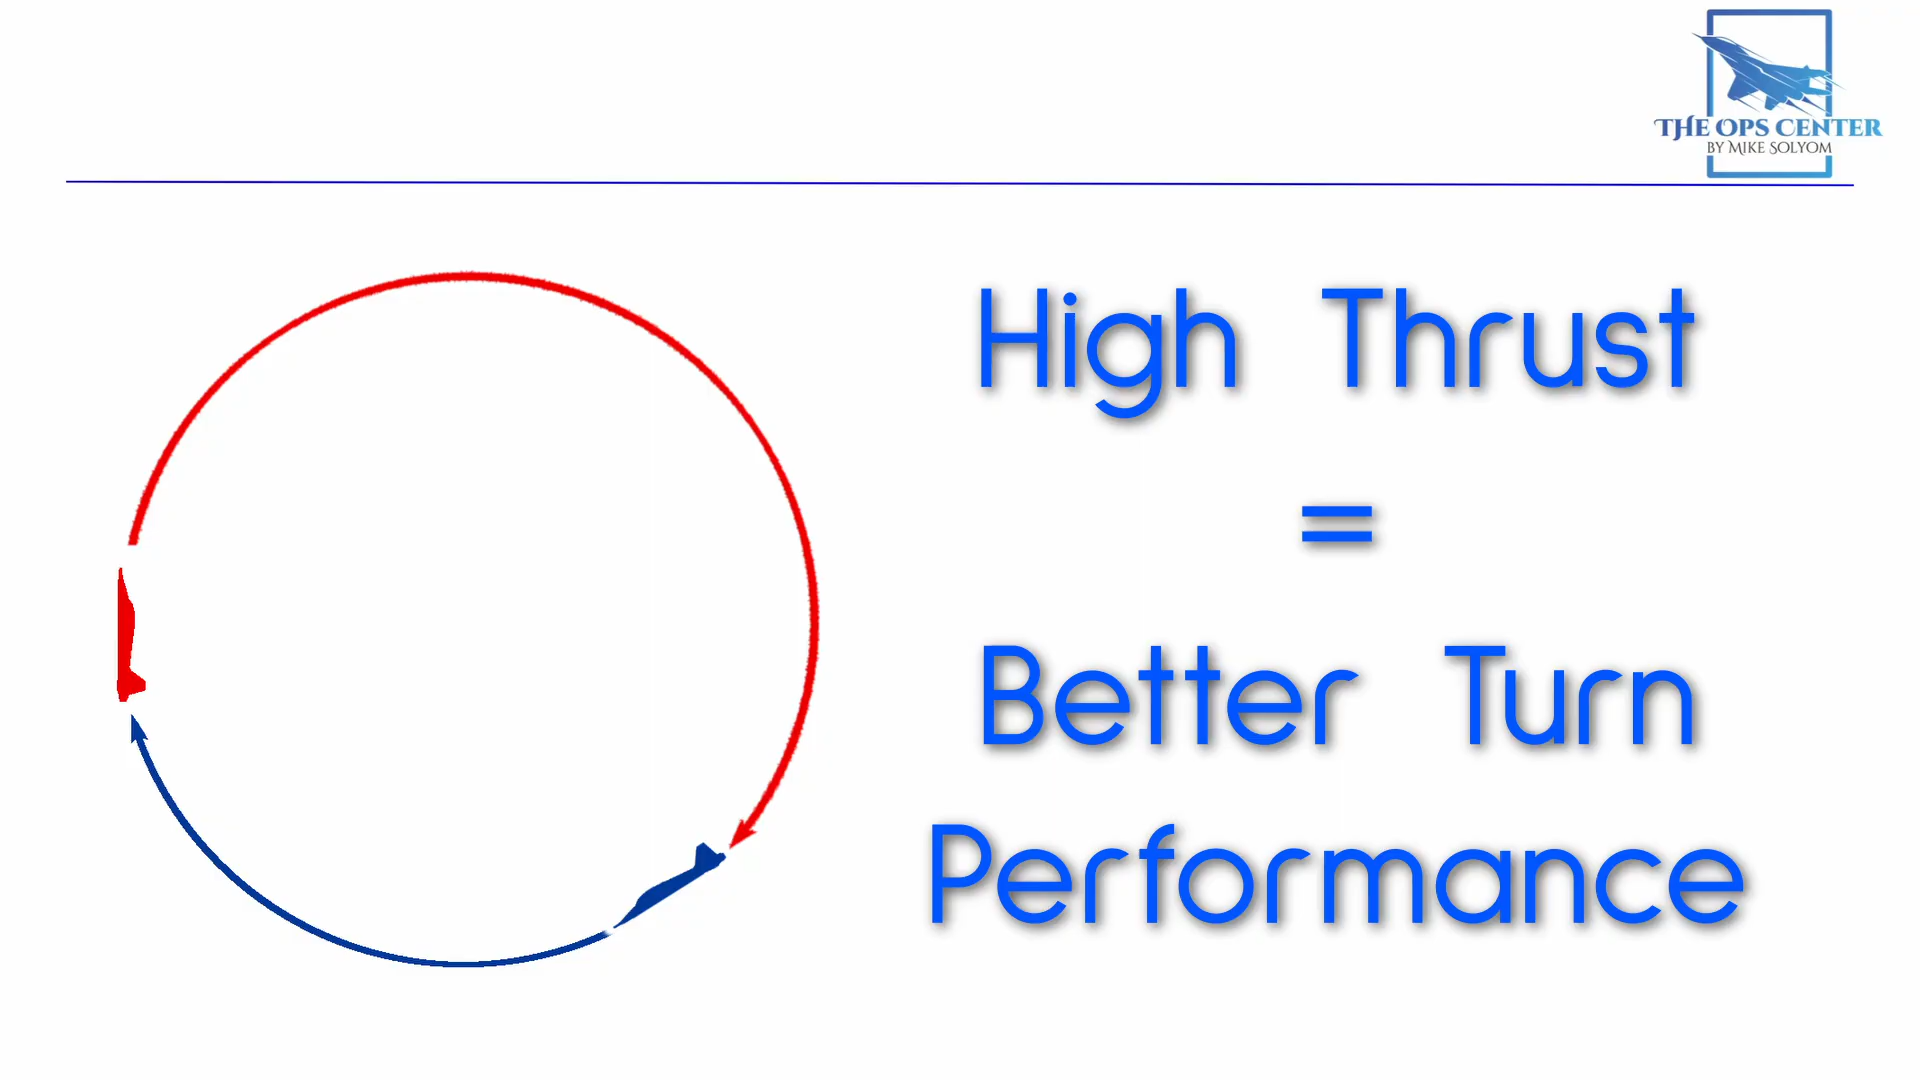 THE OPS CENTER
BY MIKE SOLYOM
High Thrust
=
Better Turn
Performance